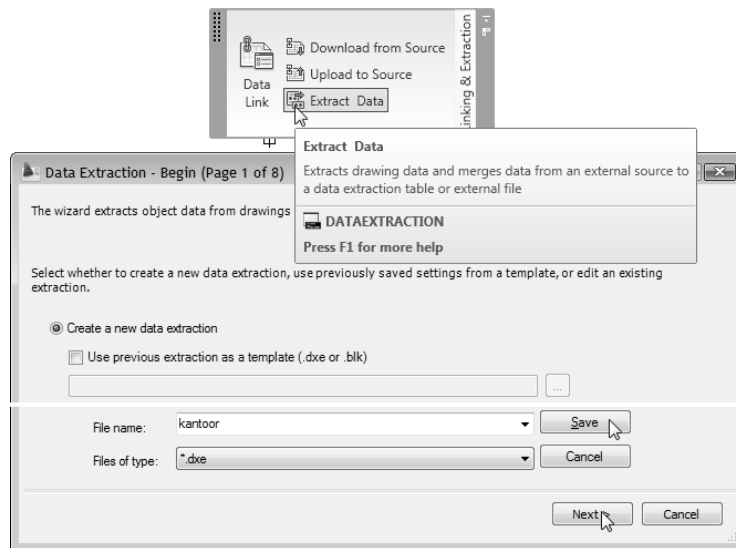 Data
Link
Download from Source
Upload to Source
Extract Data
Linking & Extraction
Extract Data
Extracts drawing data and merges data from an external source to
a data extraction table or external file
DATAEXTRACTION
Press F1 for more help
Data Extraction - Begin (Page 1 of 8)
The wizard extracts object data from drawings
Select whether to create a new data extraction, use previously saved settings from a template, or edit an existing
extraction.
Create a new data extraction
Use previous extraction as a template (.dxe or .blk)
...
File name:
kantoor
Save
Files of type:
*.dxe
Cancel
Next >
Cancel